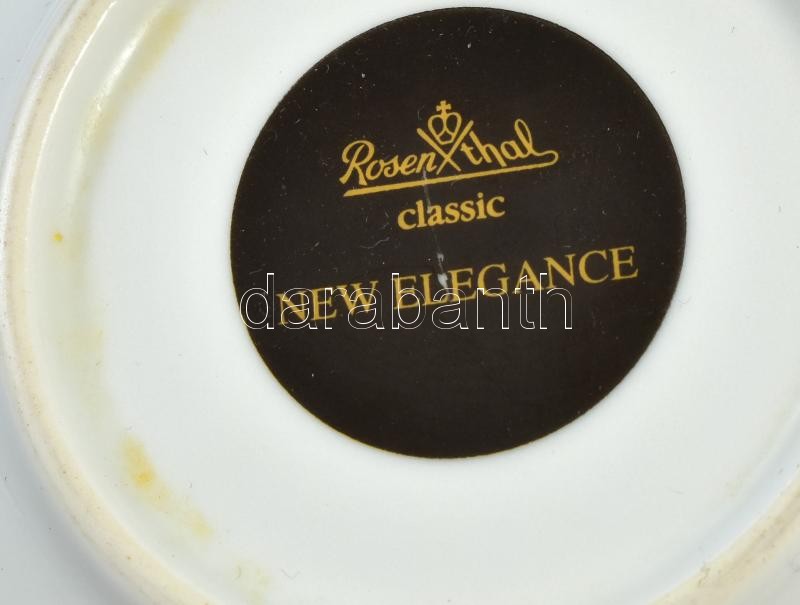 Rosenthal
classic
NEW ELEGANCE
darabanth